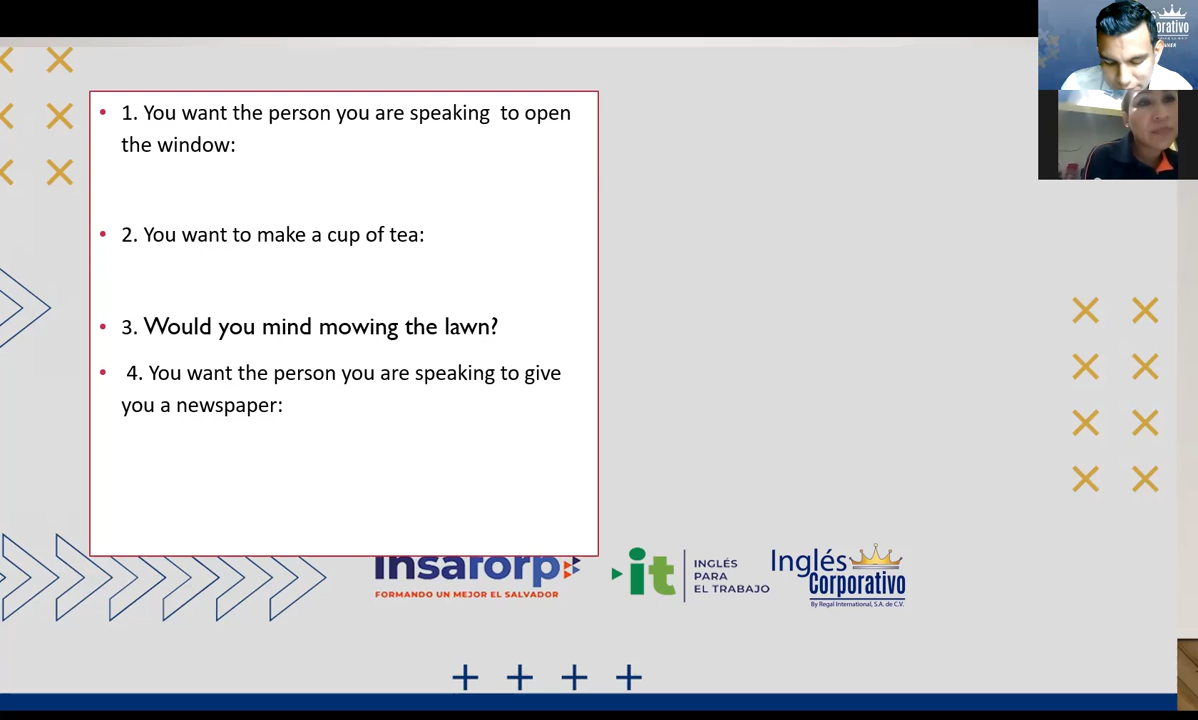 • 1. You want the person you are speaking  to open
the window:
• 2. You want to make a cup of tea:
• 3. Would you mind mowing the lawn?
• 4. You want the person you are speaking to give
you a newspaper:
insaforp
FORMANDO UN MEJOR EL SALVADOR
it
INGLÉS
PARA
EL TRABAJO
Inglés
Corporativo
By Regal International, S.A. de C.V.